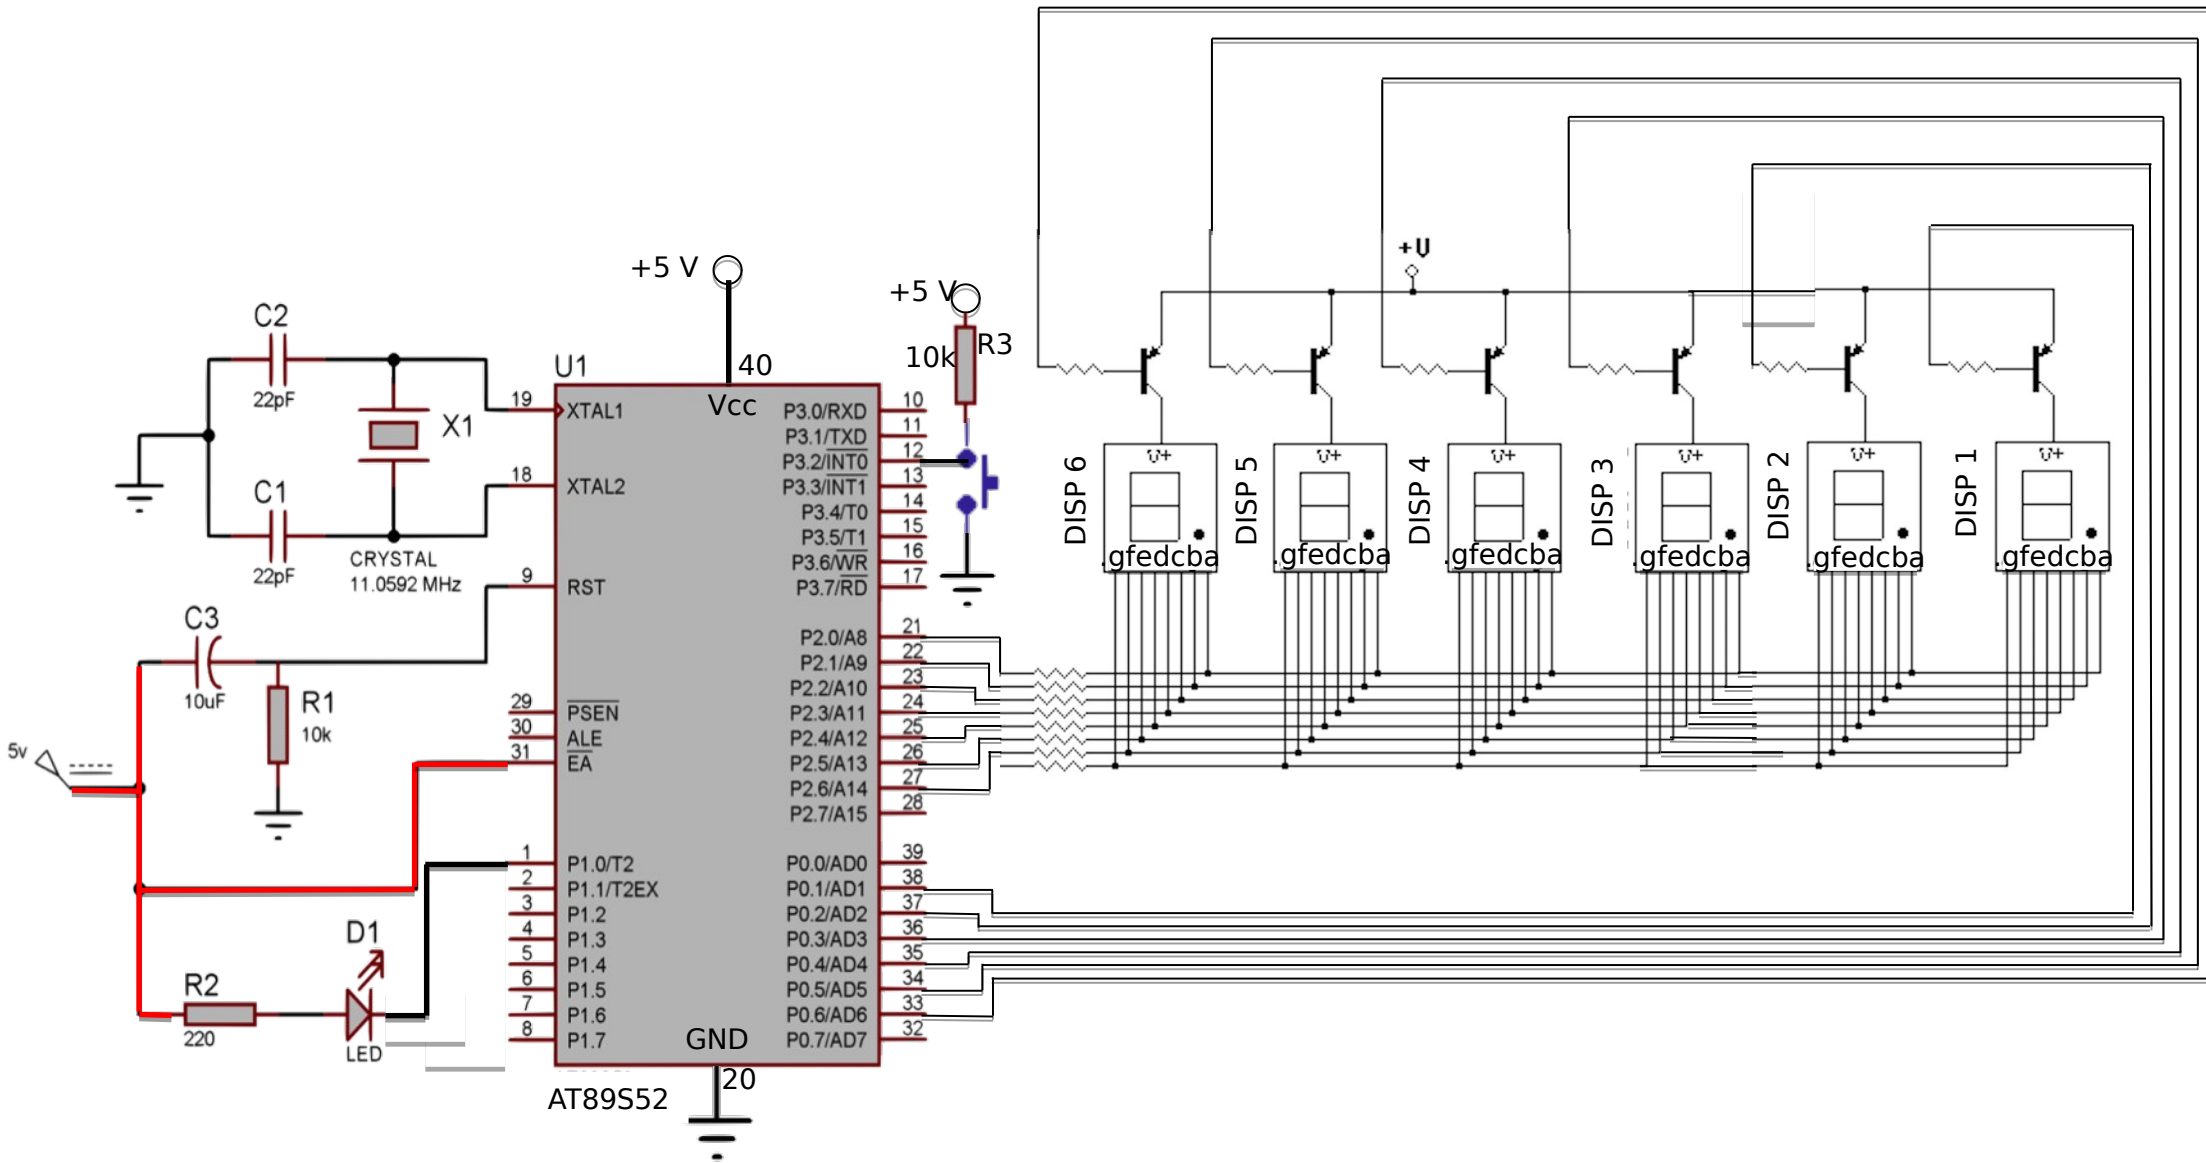 +U
+5 V
+5 V
C2
R3
10k
U1
40
22pF
Vcc
19
XTAL1
P3.0/RXD
10
X1
P3.1/TXD
11
P3.2/INT0
12
18
XTAL2
P3.3/INT1
13
C1
P3.4/T0
14
P3.5/T1
15
CRYSTAL
11.0592 MHz
22pF
P3.6/WR
16
9
RST
P3.7/RD
17
DISP 6
V+
.gfedcba
DISP 5
V+
.gfedcba
DISP 4
V+
.gfedcba
DISP 3
V+
.gfedcba
DISP 2
V+
.gfedcba
DISP 1
V+
.gfedcba
C3
10uF
R1
10k
P2.0/A8
21
P2.1/A9
22
P2.2/A10
23
29
PSEN
P2.3/A11
24
30
ALE
P2.4/A12
25
31
EA
P2.5/A13
26
5v
P2.6/A14
27
P2.7/A15
28
1
P1.0/T2
P0.0/AD0
39
2
P1.1/T2EX
P0.1/AD1
38
3
P1.2
P0.2/AD2
37
4
P1.3
P0.3/AD3
36
5
P1.4
P0.4/AD4
35
6
P1.5
P0.5/AD5
34
7
P1.6
P0.6/AD6
33
8
P1.7
P0.7/AD7
32
D1
R2
220
LED
GND
20
AT89S52